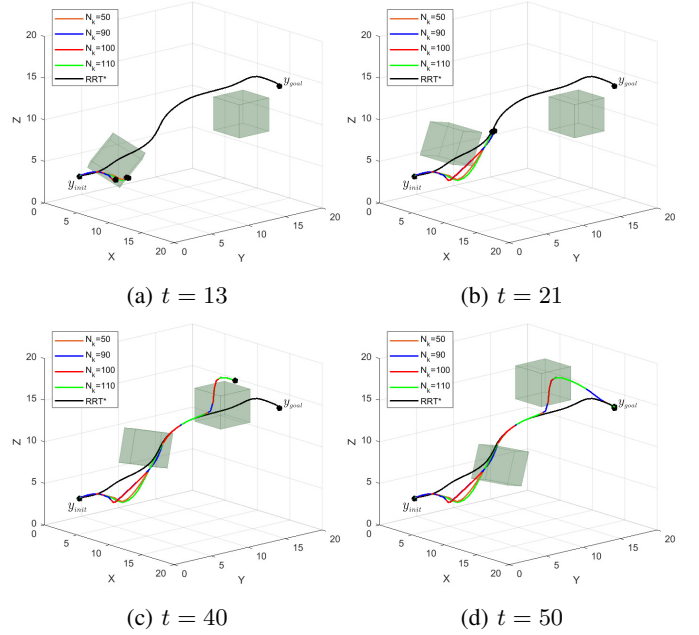 N_k=50
N_k=90
N_k=100
N_k=110
RRT*
20
15
10
5
0
Z
y_init
y_goal
0
5
10
15
20
X
0
5
10
15
20
Y
(a) t = 13
N_k=50
N_k=90
N_k=100
N_k=110
RRT*
20
15
10
5
0
Z
y_init
y_goal
0
5
10
15
20
X
0
5
10
15
20
Y
(b) t = 21
N_k=50
N_k=90
N_k=100
N_k=110
RRT*
20
15
10
5
0
Z
y_init
y_goal
0
5
10
15
20
X
0
5
10
15
20
Y
(c) t = 40
N_k=50
N_k=90
N_k=100
N_k=110
RRT*
20
15
10
5
0
Z
y_init
y_goal
0
5
10
15
20
X
0
5
10
15
20
Y
(d) t = 50